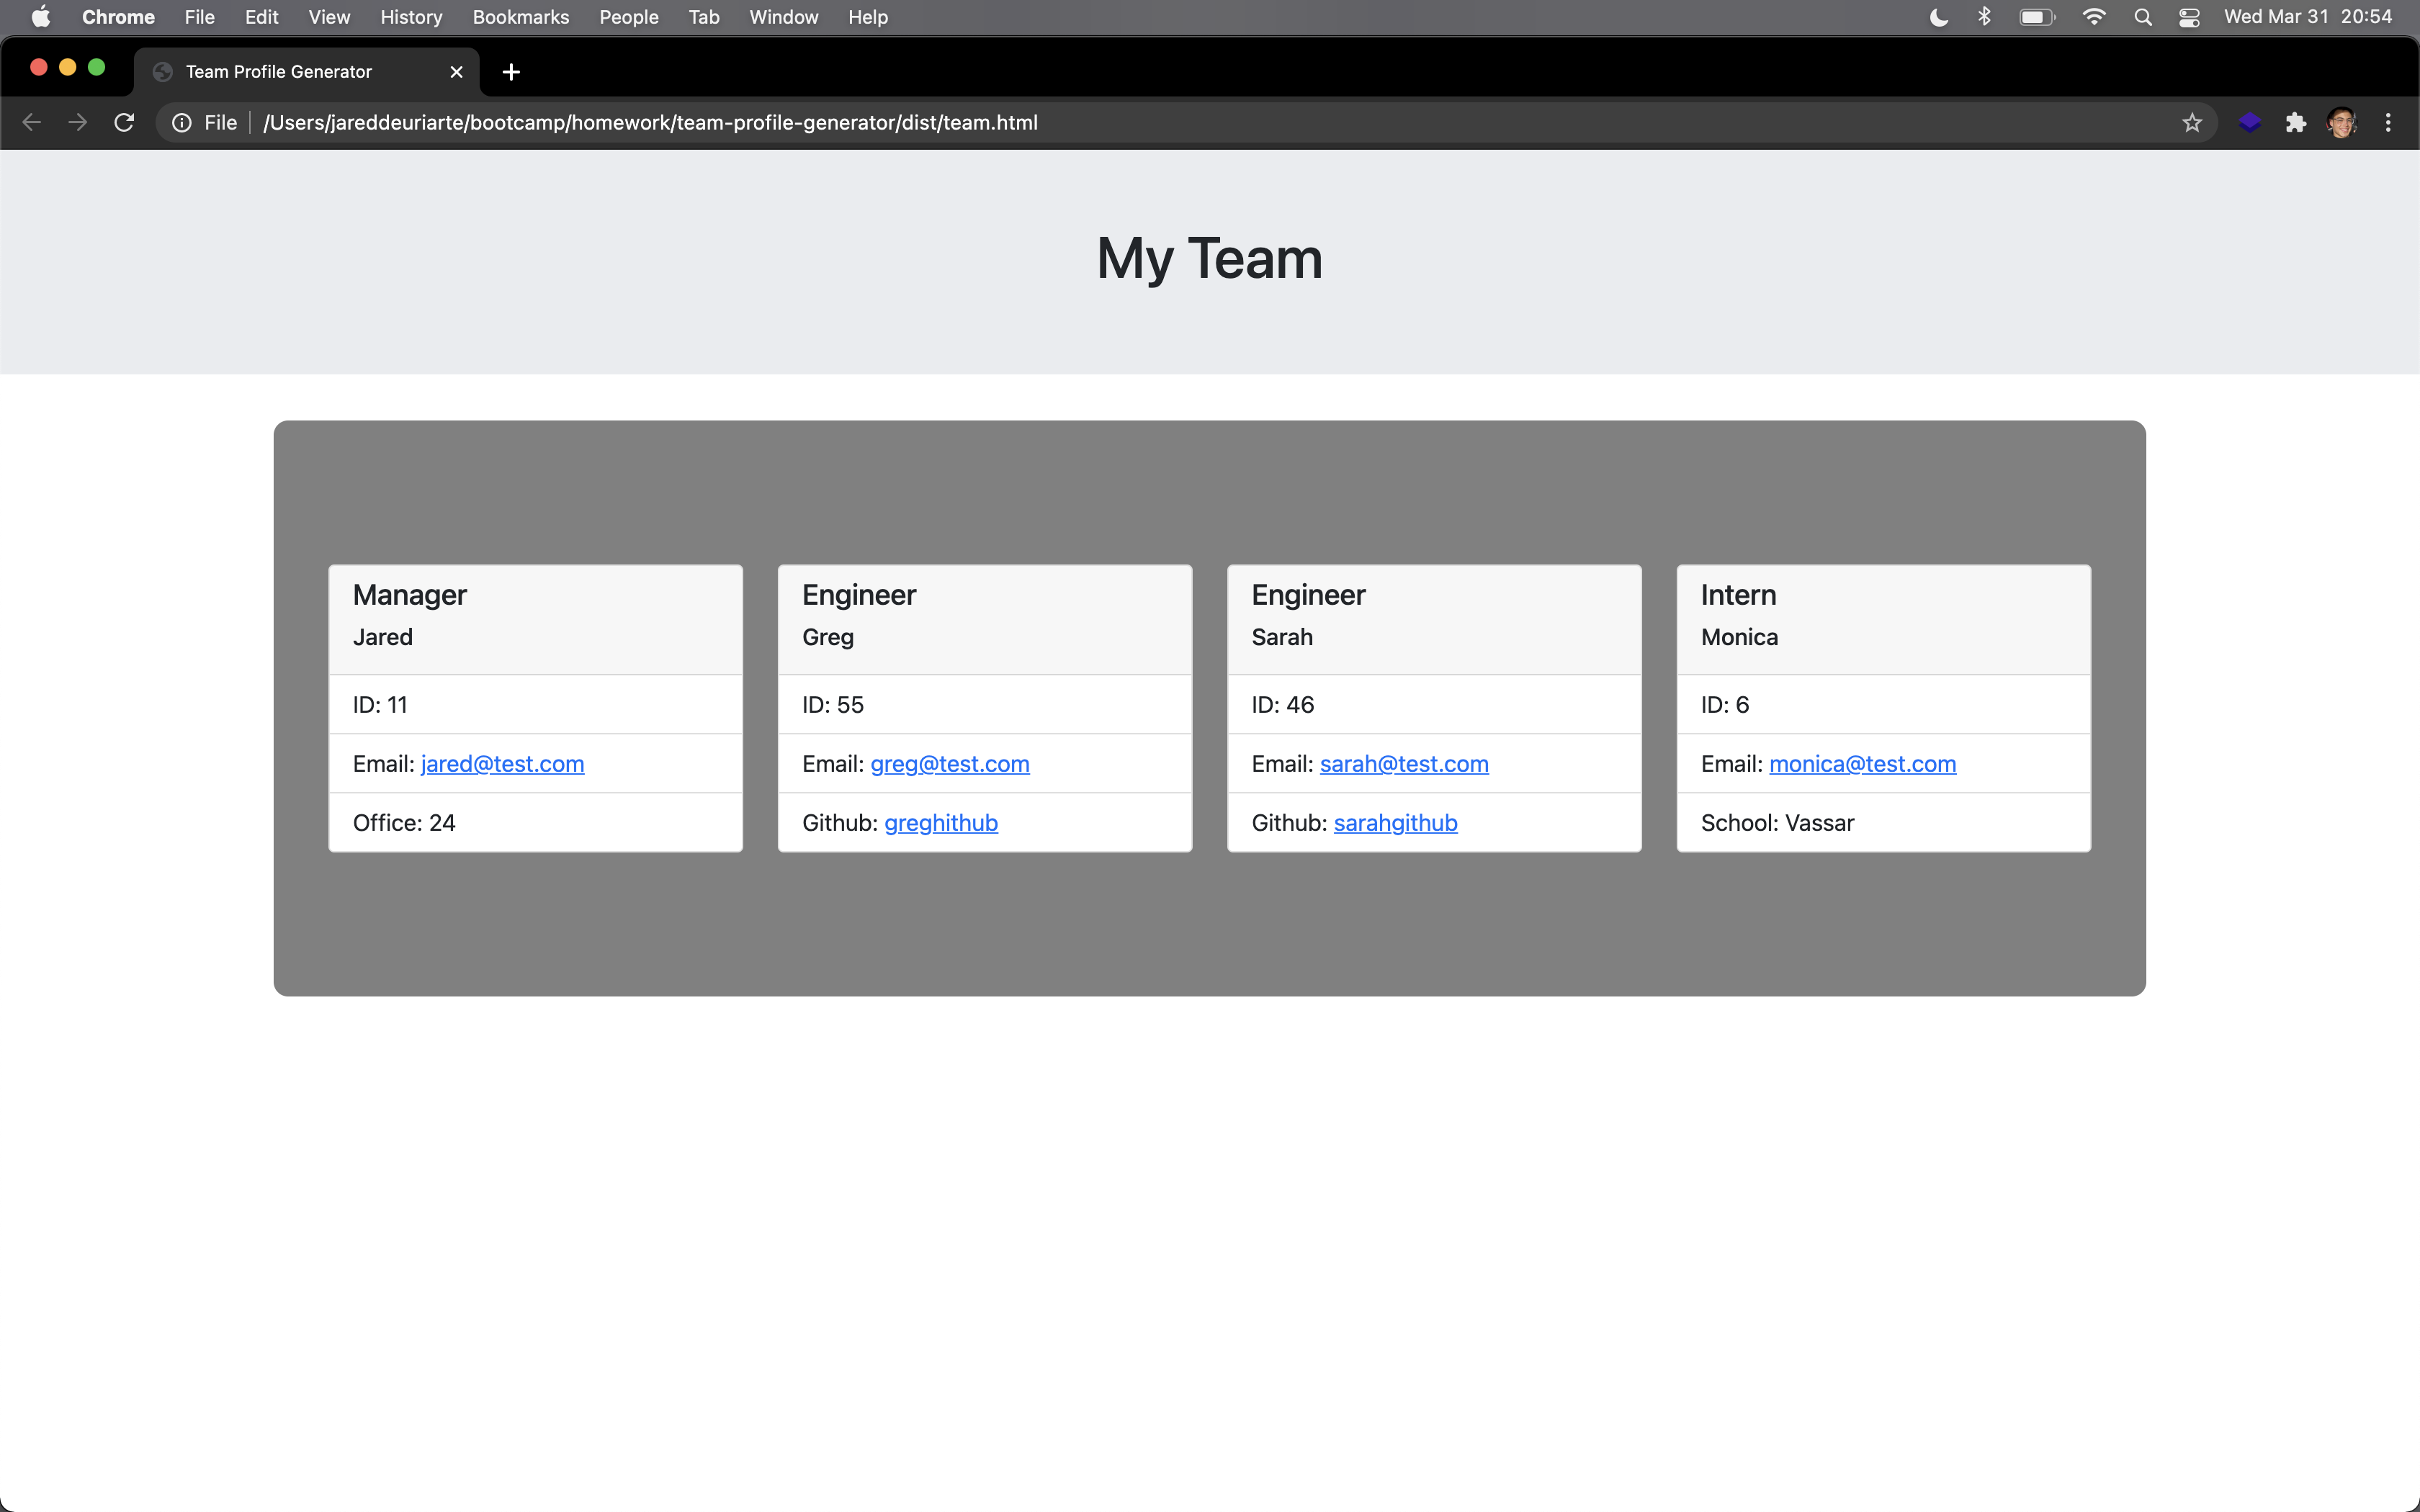 Chrome File Edit View History Bookmarks People Tab Window Help Wed Mar 31 20:54
Team Profile Generator
File /Users/jareddeuriarte/bootcamp/homework/team-profile-generator/dist/team.html
My Team
Manager
Jared
ID: 11
Email: jared@test.com
Office: 24
Engineer
Greg
ID: 55
Email: greg@test.com
Github: greghithub
Engineer
Sarah
ID: 46
Email: sarah@test.com
Github: sarahgithub
Intern
Monica
ID: 6
Email: monica@test.com
School: Vassar